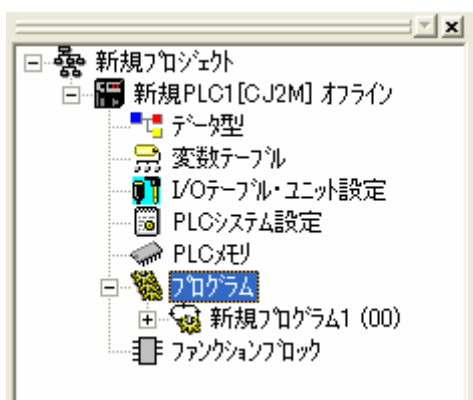 新規プロジェクト
新規PLC1[CJ2M] オフライン
データ型
変数テーブル
I/Oテーブル・ユニット設定
PLCシステム設定
PLCメモリ
プログラム
新規プログラム1 (00)
ファンクションブロック